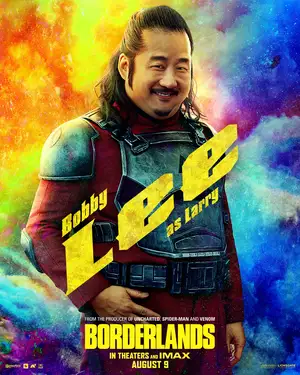 Bobby
Lee
as Larry
FROM THE PRODUCER OF UNCHARTED, SPIDER-MAN AND VENOM
BORDERLANDS
IN THEATERS AND IMAX
AUGUST 9